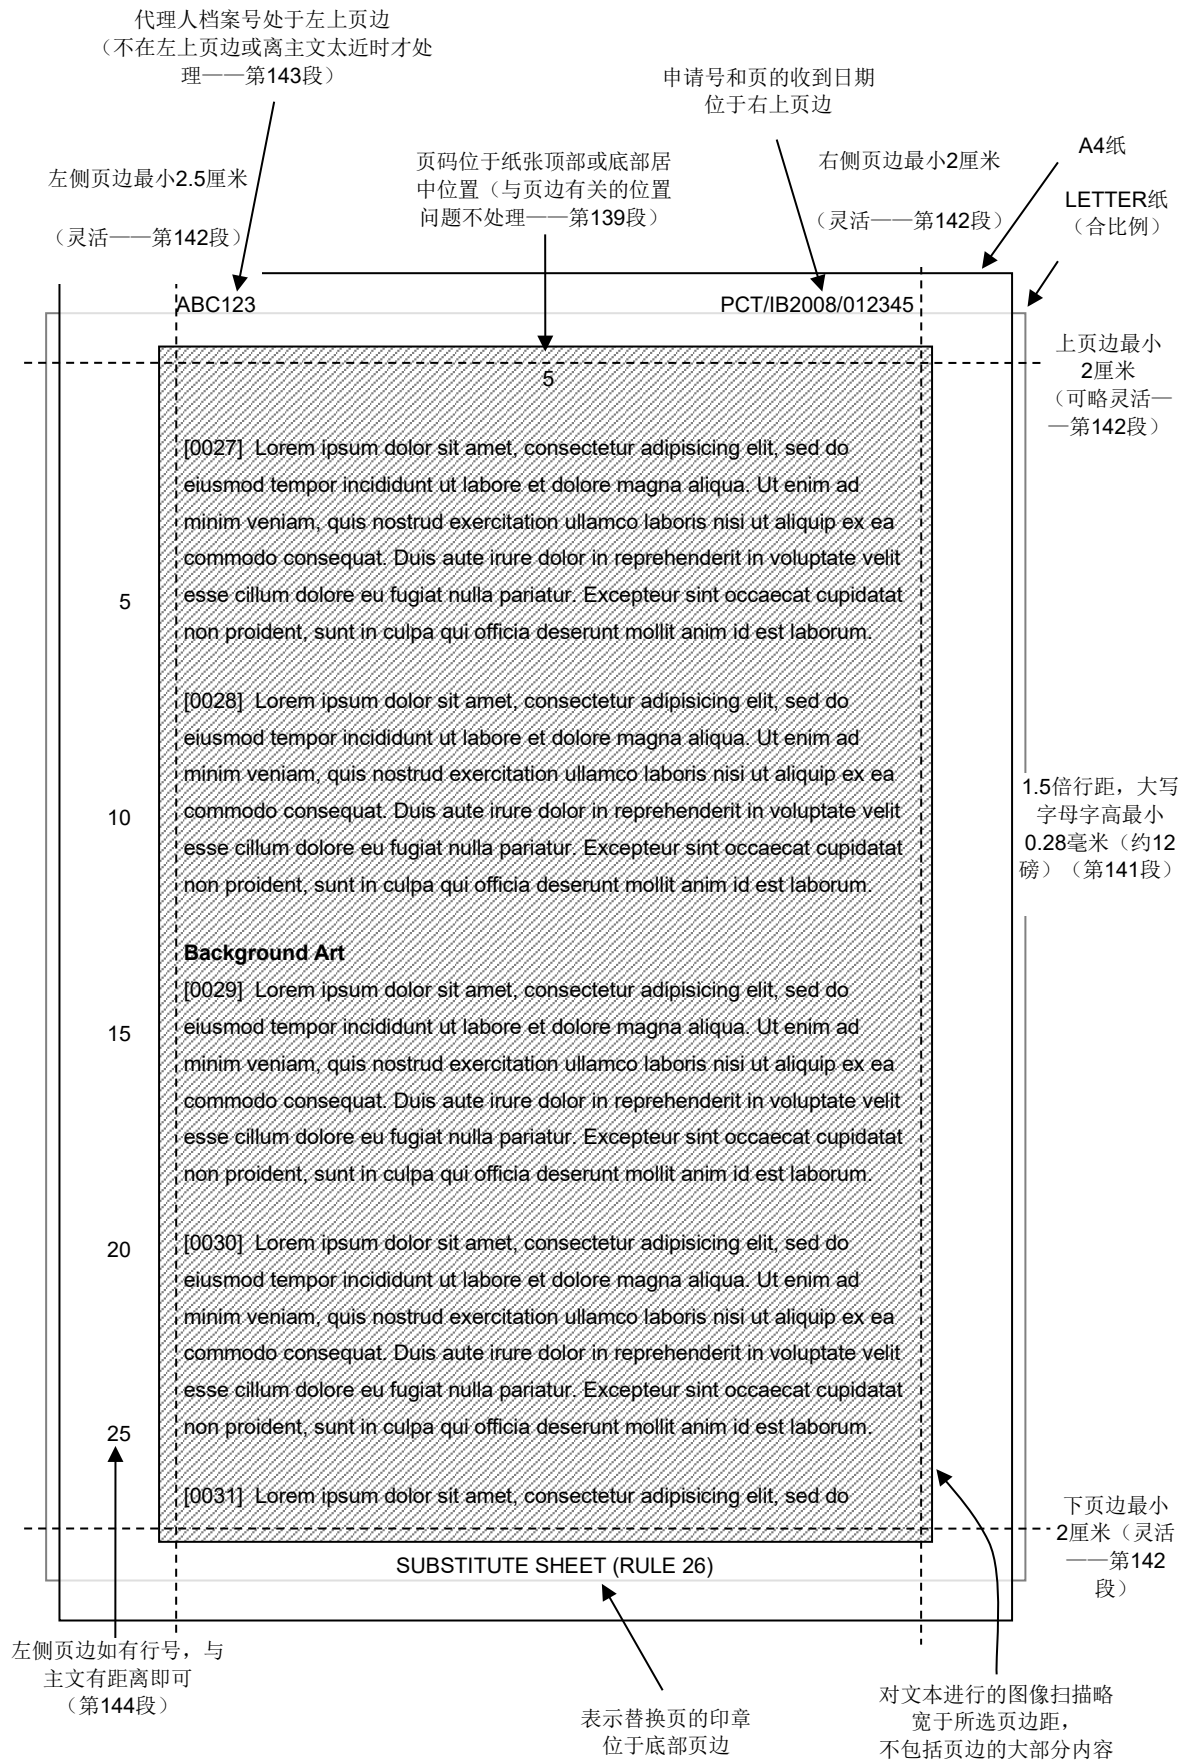 代理人档案号处于左上页边
（不在左上页边或离主文太近时才处
理——第143段）
申请号和页的收到日期
位于右上页边
左侧页边最小2.5厘米
（灵活——第142段）
页码位于纸张顶部或底部居
中位置（与页边有关的位置
问题不处理——第139段）
右侧页边最小2厘米
（灵活——第142段）
A4纸
LETTER纸
（合比例）
ABC123
PCT/IB2008/012345
上页边最小
2厘米
（可略灵活—
—第142段）
5
[0027] Lorem ipsum dolor sit amet, consectetur adipisicing elit, sed do
eiusmod tempor incididunt ut labore et dolore magna aliqua. Ut enim ad
minim veniam, quis nostrud exercitation ullamco laboris nisi ut aliquip ex ea
commodo consequat. Duis aute irure dolor in reprehenderit in voluptate velit
5
esse cillum dolore eu fugiat nulla pariatur. Excepteur sint occaecat cupidatat
non proident, sunt in culpa qui officia deserunt mollit anim id est laborum.
[0028] Lorem ipsum dolor sit amet, consectetur adipisicing elit, sed do
eiusmod tempor incididunt ut labore et dolore magna aliqua. Ut enim ad
minim veniam, quis nostrud exercitation ullamco laboris nisi ut aliquip ex ea
10
commodo consequat. Duis aute irure dolor in reprehenderit in voluptate velit
esse cillum dolore eu fugiat nulla pariatur. Excepteur sint occaecat cupidatat
non proident, sunt in culpa qui officia deserunt mollit anim id est laborum.
1.5倍行距，大写
字母字高最小
0.28毫米（约12
磅）（第141段）
Background Art
[0029] Lorem ipsum dolor sit amet, consectetur adipisicing elit, sed do
15
eiusmod tempor incididunt ut labore et dolore magna aliqua. Ut enim ad
minim veniam, quis nostrud exercitation ullamco laboris nisi ut aliquip ex ea
commodo consequat. Duis aute irure dolor in reprehenderit in voluptate velit
esse cillum dolore eu fugiat nulla pariatur. Excepteur sint occaecat cupidatat
non proident, sunt in culpa qui officia deserunt mollit anim id est laborum.
20
[0030] Lorem ipsum dolor sit amet, consectetur adipisicing elit, sed do
eiusmod tempor incididunt ut labore et dolore magna aliqua. Ut enim ad
minim veniam, quis nostrud exercitation ullamco laboris nisi ut aliquip ex ea
commodo consequat. Duis aute irure dolor in reprehenderit in voluptate velit
esse cillum dolore eu fugiat nulla pariatur. Excepteur sint occaecat cupidatat
25
non proident, sunt in culpa qui officia deserunt mollit anim id est laborum.
[0031] Lorem ipsum dolor sit amet, consectetur adipisicing elit, sed do
下页边最小
2厘米（灵活
——第142
段）
SUBSTITUTE SHEET (RULE 26)
左侧页边如有行号，与
主文有距离即可
（第144段）
表示替换页的印章
位于底部页边
对文本进行的图像扫描略
宽于所选页边距，
不包括页边的大部分内容